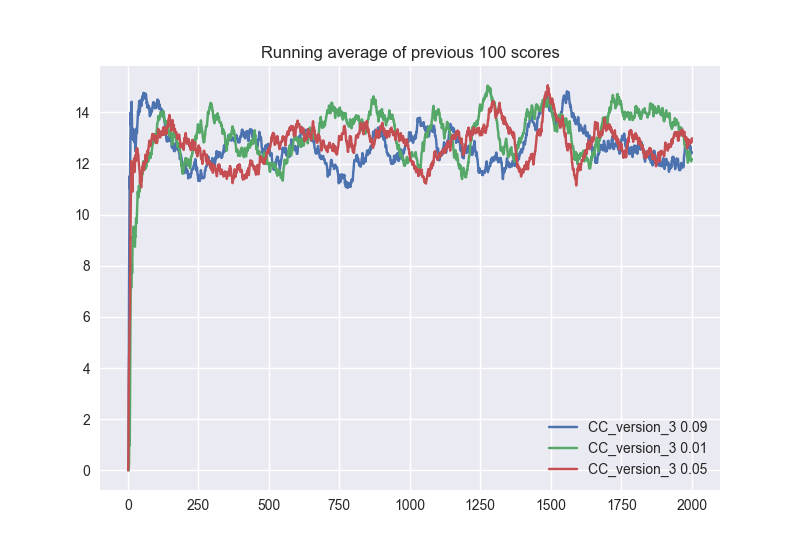 Running average of previous 100 scores
14
12
10
8
6
4
2
0
CC_version_3 0.09
CC_version_3 0.01
CC_version_3 0.05
0 250 500 750 1000 1250 1500 1750 2000